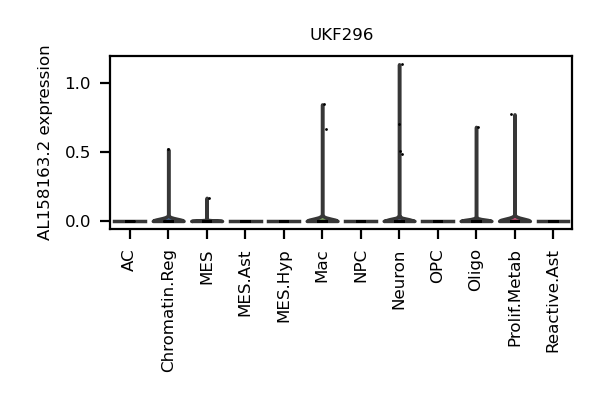 UKF296
AL158163.2 expression
1.0
0.5
0.0
AC
Chromatin.Reg
MES
MES.Ast
MES.Hyp
Mac
NPC
Neuron
OPC
Oligo
Prolif.Metab
Reactive.Ast